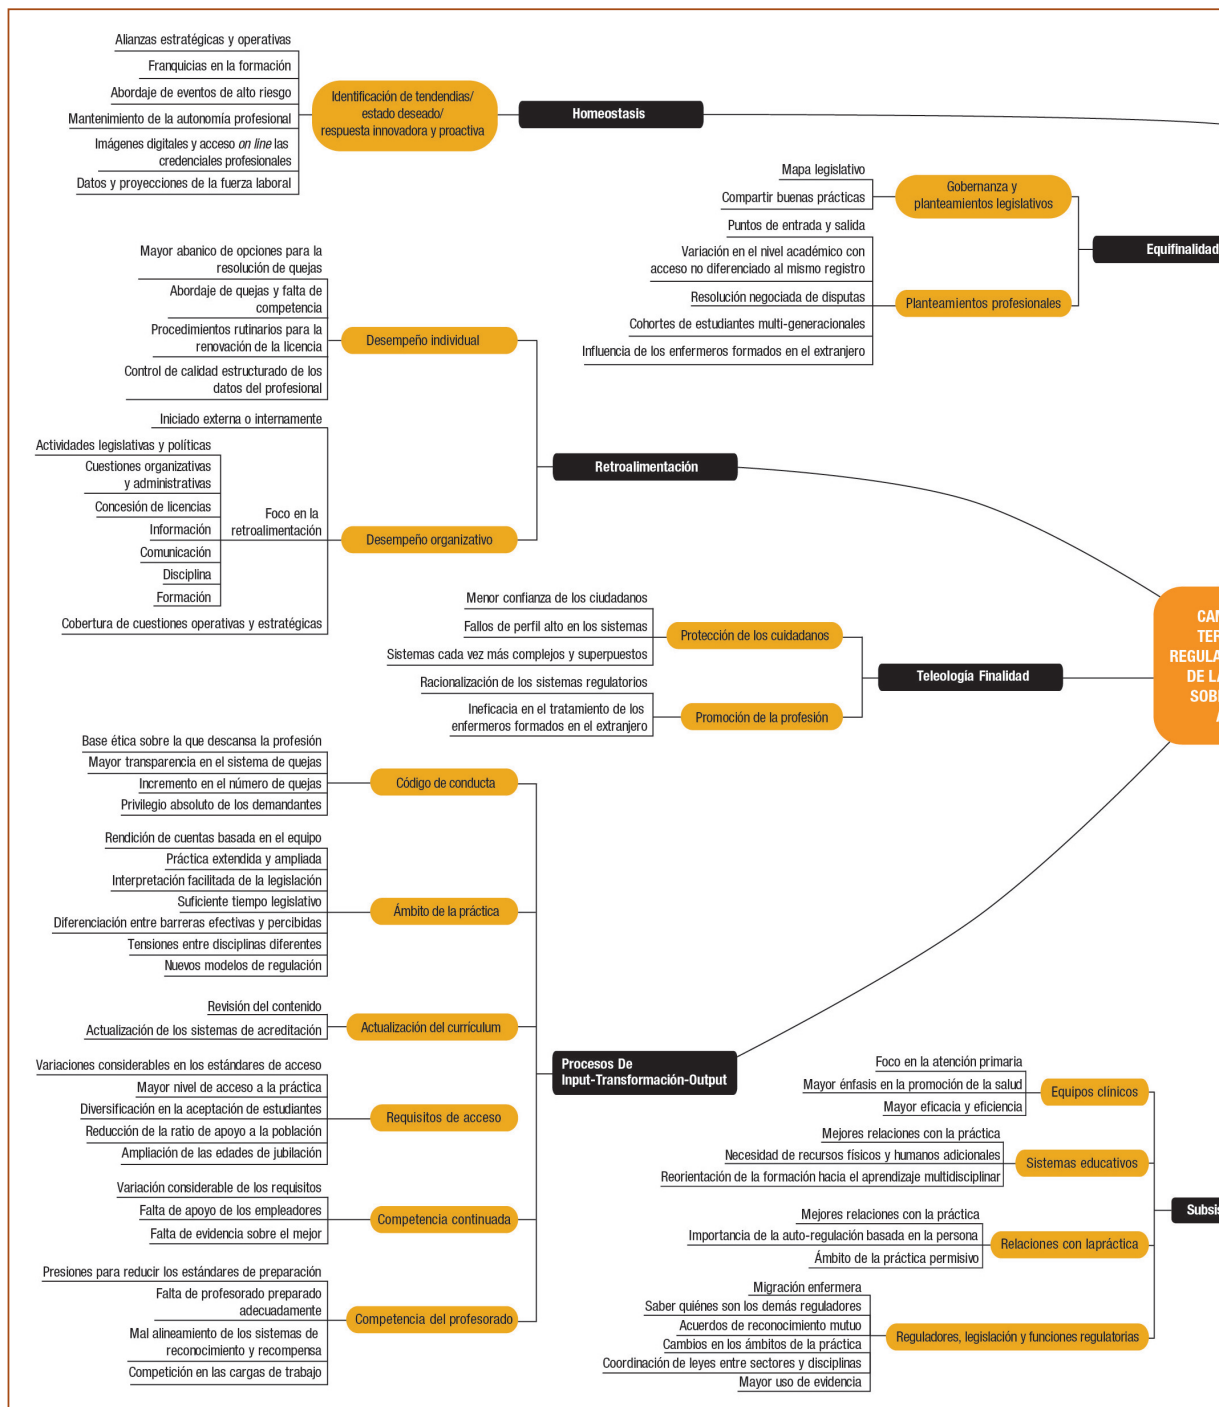 Alianzas estratégicas y operativas
Franquicias en la formación
Abordaje de eventos de alto riesgo
Mantenimiento de la autonomía profesional
Imágenes digitales y acceso on line las
credenciales profesionales
Datos y proyecciones de la fuerza laboral
Identificación de tendendias/
estado deseado/
respuesta innovadora y proactiva
Homeostasis
Mapa legislativo
Compartir buenas prácticas
Gobernanza y
planteamientos legislativos
Puntos de entrada y salida
Variación en el nivel académico con
acceso no diferenciado al mismo registro
Resolución negociada de disputas
Cohortes de estudiantes multi-generacionales
Influencia de los enfermeros formados en el extranjero
Planteamientos profesionales
Equifinalidad
Mayor abanico de opciones para la
resolución de quejas
Abordaje de quejas y falta de
competencia
Procedimientos rutinarios para la
renovación de la licencia
Control de calidad estructurado de los
datos del profesional
Desempeño individual
Iniciado externa o internamente
Actividades legislativas y políticas
Cuestiones organizativas
y administrativas
Concesión de licencias
Información
Comunicación
Disciplina
Formación
Foco en la
retroalimentación
Cobertura de cuestiones operativas y estratégicas
Desempeño organizativo
Retroalimentación
Menor confianza de los ciudadanos
Fallos de perfil alto en los sistemas
Sistemas cada vez más complejos y superpuestos
Protección de los cuidadanos
Racionalización de los sistemas regulatorios
Ineficacia en el tratamiento de los
enfermeros formados en el extranjero
Promoción de la profesión
Teleología Finalidad
CAM
TER
REGULA
DE LA
SOBR
A
Base ética sobre la que descansa la profesión
Mayor transparencia en el sistema de quejas
Incremento en el número de quejas
Privilegio absoluto de los demandantes
Código de conducta
Rendición de cuentas basada en el equipo
Práctica extendida y ampliada
Interpretación facilitada de la legislación
Suficiente tiempo legislativo
Diferenciación entre barreras efectivas y percibidas
Tensiones entre disciplinas diferentes
Nuevos modelos de regulación
Ámbito de la práctica
Revisión del contenido
Actualización de los sistemas de acreditación
Actualización del currículum
Variaciones considerables en los estándares de acceso
Mayor nivel de acceso a la práctica
Diversificación en la aceptación de estudiantes
Reducción de la ratio de apoyo a la población
Ampliación de las edades de jubilación
Requisitos de acceso
Variación considerable de los requisitos
Falta de apoyo de los empleadores
Falta de evidencia sobre el mejor
Competencia continuada
Presiones para reducir los estándares de preparación
Falta de profesorado preparado
adecuadamente
Mal alineamiento de los sistemas de
reconocimiento y recompensa
Competición en las cargas de trabajo
Competencia del profesorado
Procesos De
Input-Transformación-Output
Foco en la atención primaria
Mayor énfasis en la promoción de la salud
Mayor eficacia y eficiencia
Equipos clínicos
Mejores relaciones con la práctica
Necesidad de recursos físicos y humanos adicionales
Reorientación de la formación hacia el aprendizaje multidisciplinar
Sistemas educativos
Mejores relaciones con la práctica
Importancia de la auto-regulación basada en la persona
Ámbito de la práctica permisivo
Relaciones con lapráctica
Migración enfermera
Saber quiénes son los demás reguladores
Acuerdos de reconocimiento mutuo
Cambios en los ámbitos de la práctica
Coordinación de leyes entre sectores y disciplinas
Mayor uso de evidencia
Reguladores, legislación y funciones regulatorias
Subsis